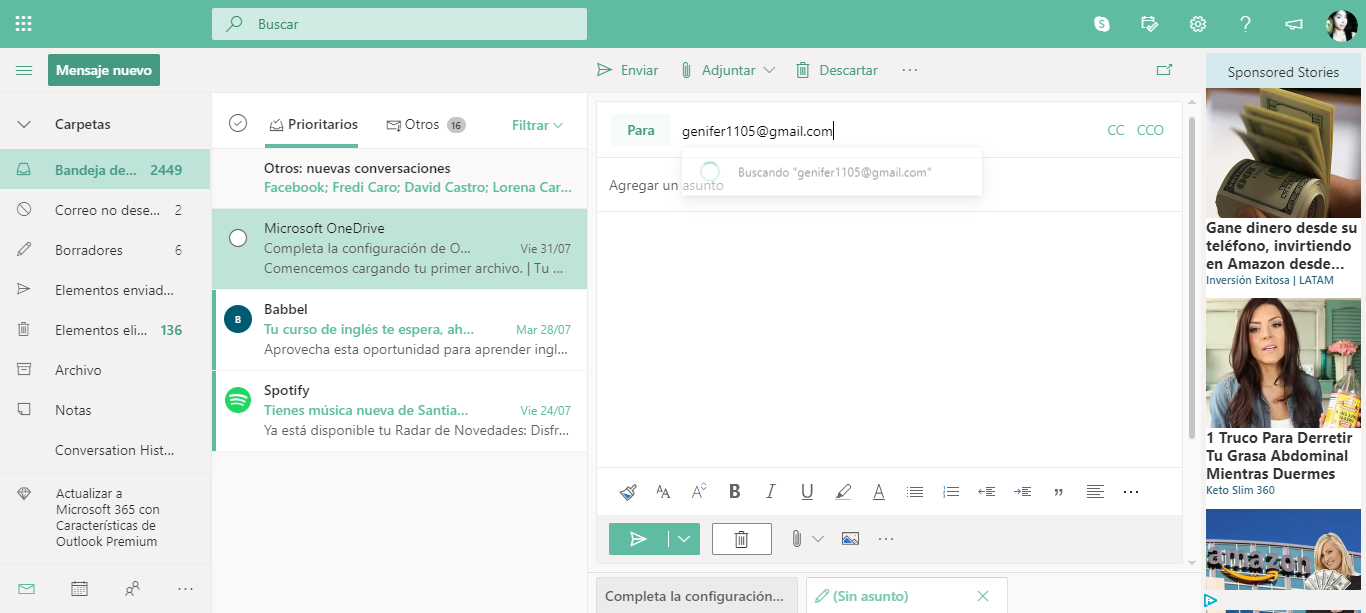 Buscar
Mensaje nuevo
Enviar
Adjuntar
Descartar
Carpetas
Bandeja de... 2449
Correo no dese... 2
Borradores 6
Elementos enviad...
Elementos eli... 136
Archivo
Notas
Conversation Hist...
Actualizar a
Microsoft 365 con
Características de
Outlook Premium
Prioritarios
Otros 16
Filtrar
Otros: nuevas conversaciones
Facebook; Fredi Caro; David Castro; Lorena Car...
Microsoft OneDrive
Completa la configuración de O... Vie 31/07
Comencemos cargando tu primer archivo. | Tu ...
B
Babbel
Tu curso de inglés te espera, ah... Mar 28/07
Aprovecha esta oportunidad para aprender ingl...
Spotify
Tienes música nueva de Santia... Vie 24/07
Ya está disponible tu Radar de Novedades: Disfr...
Para genifer1105@gmail.com CC CCO
Buscando "genifer1105@gmail.com"
Agregar un asunto
Completa la configuración...
(Sin asunto)
Sponsored Stories
Gane dinero desde su
teléfono, invirtiendo
en Amazon desde...
Inversión Exitosa | LATAM
1 Truco Para Derretir
Tu Grasa Abdominal
Mientras Duermes
Keto Slim 360
amazon